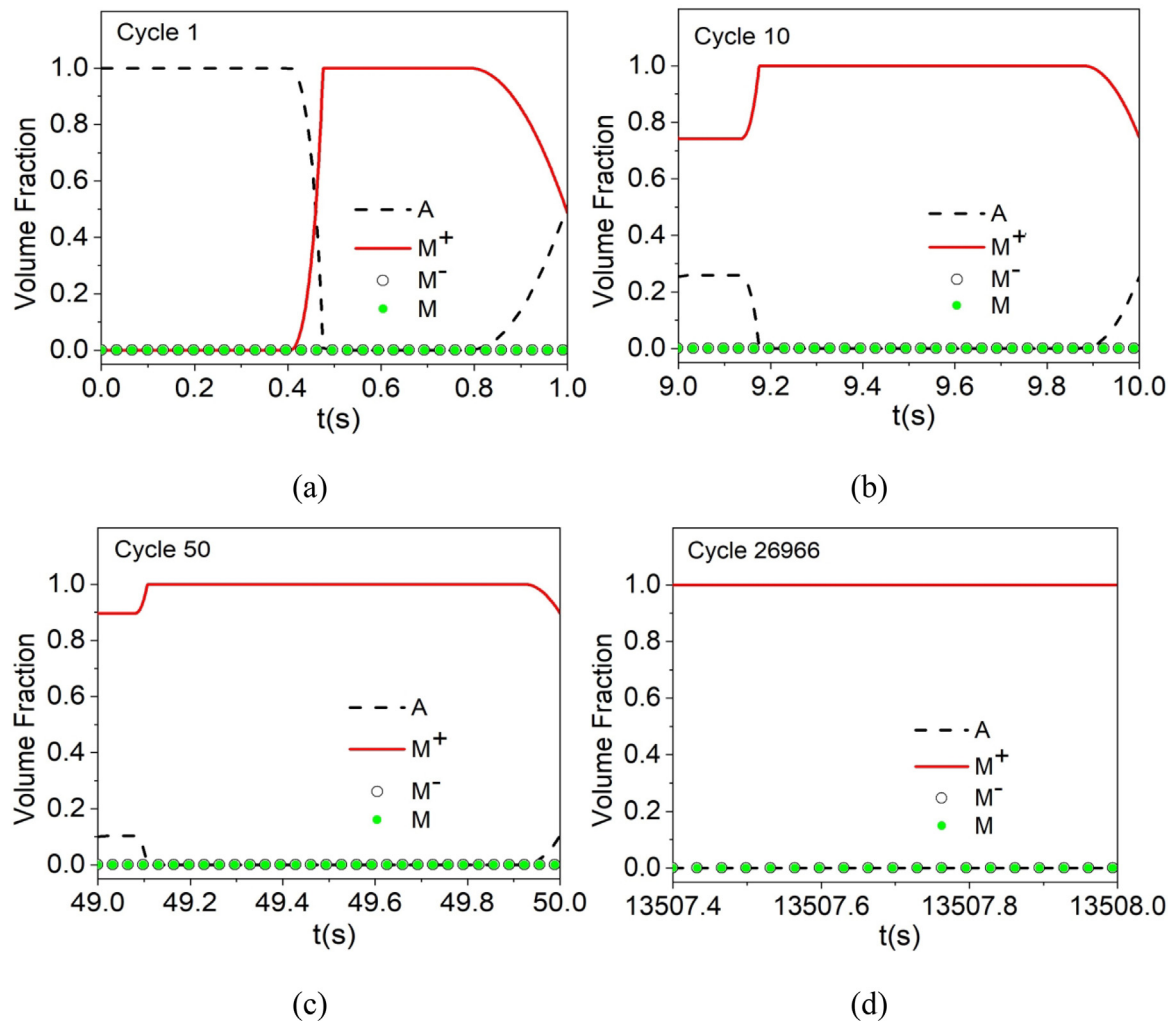 Cycle 1
1.0
0.8
0.6
0.4
0.2
0.0
Volume Fraction
A
M+
M-
M
0.0 0.2 0.4 0.6 0.8 1.0
t(s)
(a)
Cycle 10
1.0
0.8
0.6
0.4
0.2
0.0
Volume Fraction
A
M+
M-
M
9.0 9.2 9.4 9.6 9.8 10.0
t(s)
(b)
Cycle 50
1.0
0.8
0.6
0.4
0.2
0.0
Volume Fraction
A
M+
M-
M
49.0 49.2 49.4 49.6 49.8 50.0
t(s)
(c)
Cycle 26966
1.0
0.8
0.6
0.4
0.2
0.0
Volume Fraction
A
M+
M-
M
13507.4 13507.6 13507.8 13508.0
t(s)
(d)